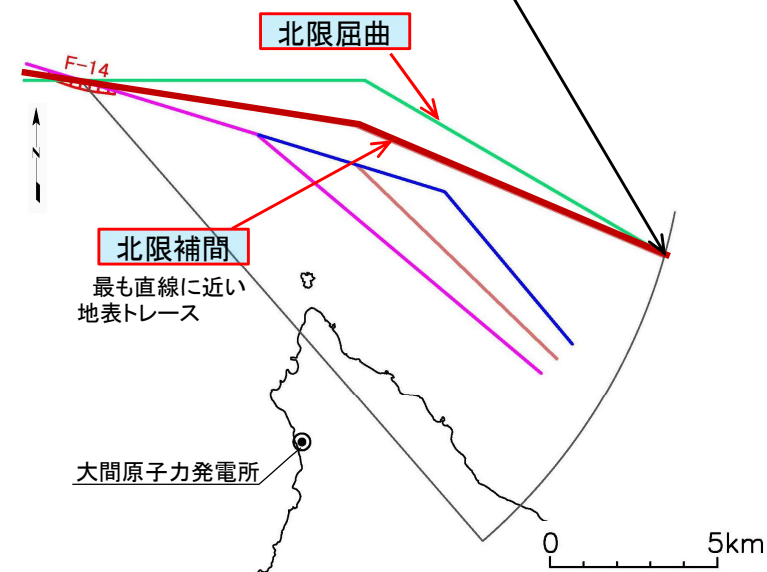 北限屈曲
F-14
N
北限補間
最も直線に近い
地表トレース
大間原子力発電所
0 5km